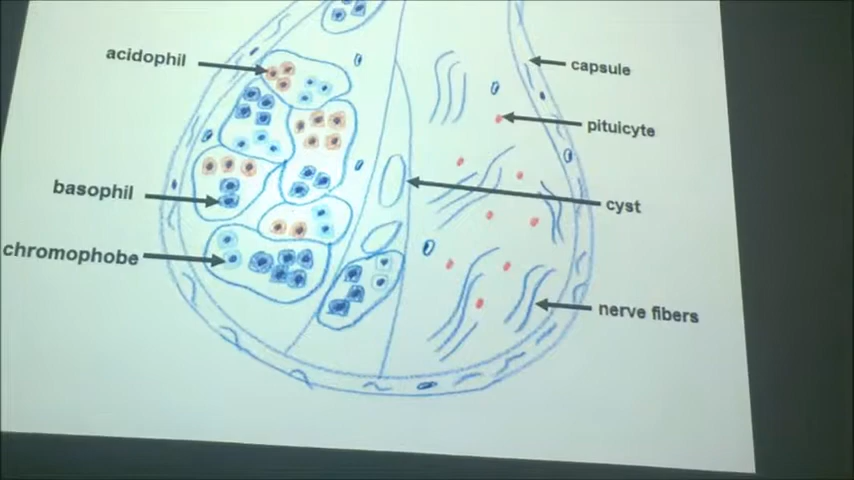 acidophil
basophil
chromophobe
capsule
pituicyte
cyst
nerve fibers